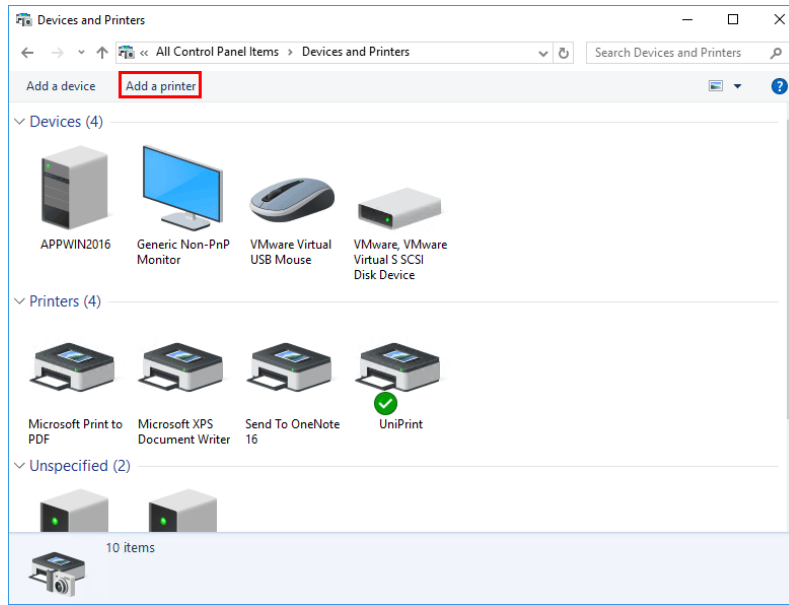 Devices and Printers
« All Control Panel Items › Devices and Printers
Search Devices and Printers
Add a device
Add a printer
?
Devices (4)
APPWIN2016
Generic Non-PnP
Monitor
VMware Virtual
USB Mouse
VMware, VMware
Virtual S SCSI
Disk Device
Printers (4)
Microsoft Print to
PDF
Microsoft XPS
Document Writer
Send To OneNote
16
UniPrint
Unspecified (2)
10 items